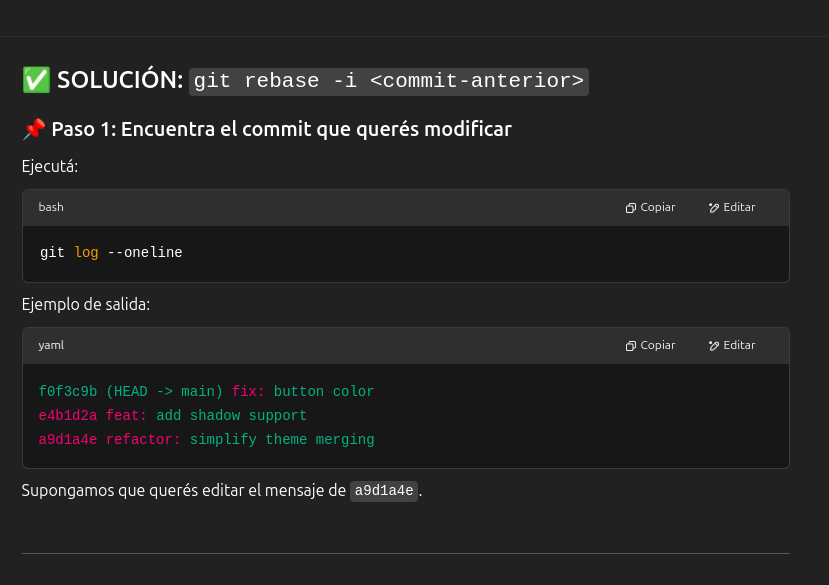 ✅ SOLUCIÓN: git rebase -i <commit-anterior>
📌 Paso 1: Encuentra el commit que querés modificar
Ejecutá:
bash Copiar Editar
git log --oneline
Ejemplo de salida:
yaml Copiar Editar
f0f3c9b (HEAD -> main) fix: button color
e4b1d2a feat: add shadow support
a9d1a4e refactor: simplify theme merging
Supongamos que querés editar el mensaje de a9d1a4e.